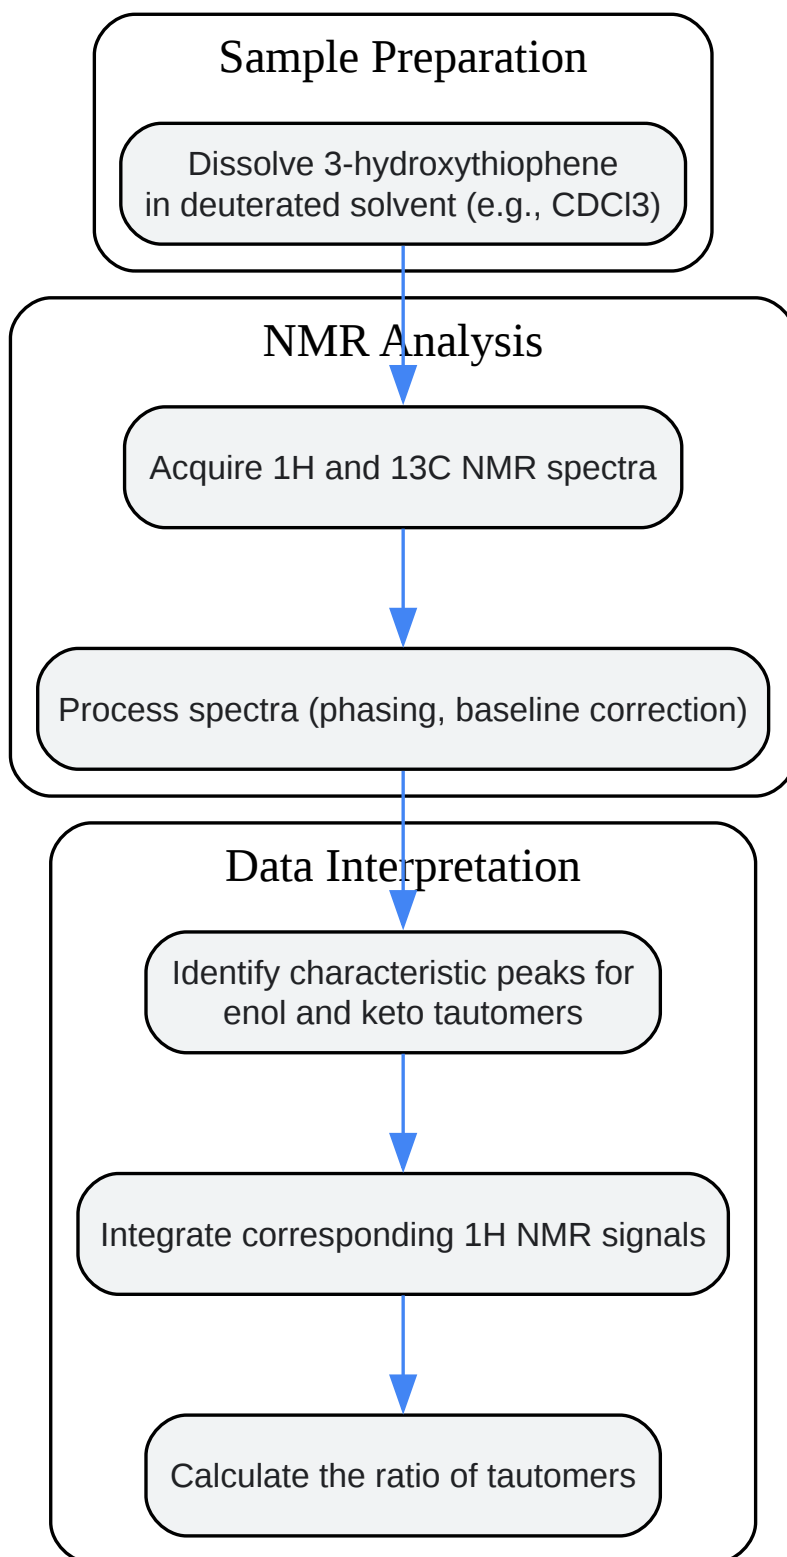 Sample Preparation
Dissolve 3-hydroxythiophene
in deuterated solvent (e.g., CDCl3)
NMR Analysis
Acquire 1H and 13C NMR spectra
Process spectra (phasing, baseline correction)
Data Interpretation
Identify characteristic peaks for
enol and keto tautomers
Integrate corresponding 1H NMR signals
Calculate the ratio of tautomers